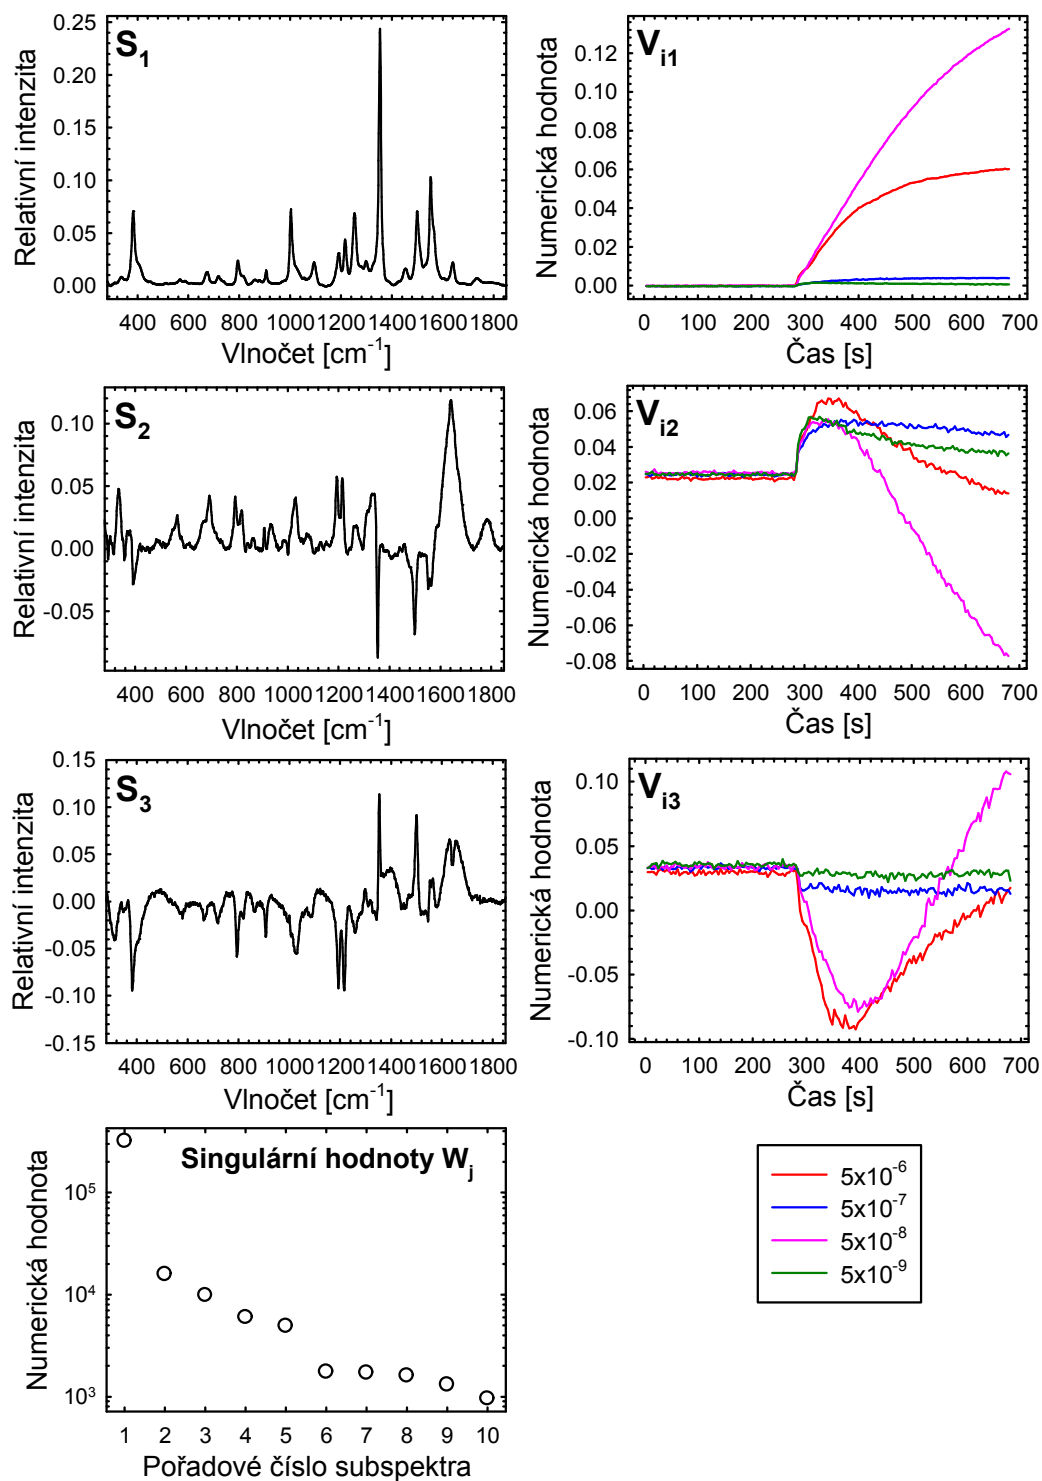 S1
Relativní intenzita
0.25
0.20
0.15
0.10
0.05
0.00
400 600 800 1000 1200 1400 1600 1800
Vlnočet [cm-1]
Vi1
Numerická hodnota
0.12
0.10
0.08
0.06
0.04
0.02
0.00
0 100 200 300 400 500 600 700
Čas [s]
S2
Relativní intenzita
0.10
0.05
0.00
-0.05
400 600 800 1000 1200 1400 1600 1800
Vlnočet [cm-1]
Vi2
Numerická hodnota
0.06
0.04
0.02
0.00
-0.02
-0.04
-0.06
-0.08
0 100 200 300 400 500 600 700
Čas [s]
S3
Relativní intenzita
0.15
0.10
0.05
0.00
-0.05
-0.10
-0.15
400 600 800 1000 1200 1400 1600 1800
Vlnočet [cm-1]
Vi3
Numerická hodnota
0.10
0.05
0.00
-0.05
-0.10
0 100 200 300 400 500 600 700
Čas [s]
Singulární hodnoty Wj
Numerická hodnota
10^5
10^4
10^3
1 2 3 4 5 6 7 8 9 10
Pořadové číslo subspektra
5x10^-6
5x10^-7
5x10^-8
5x10^-9